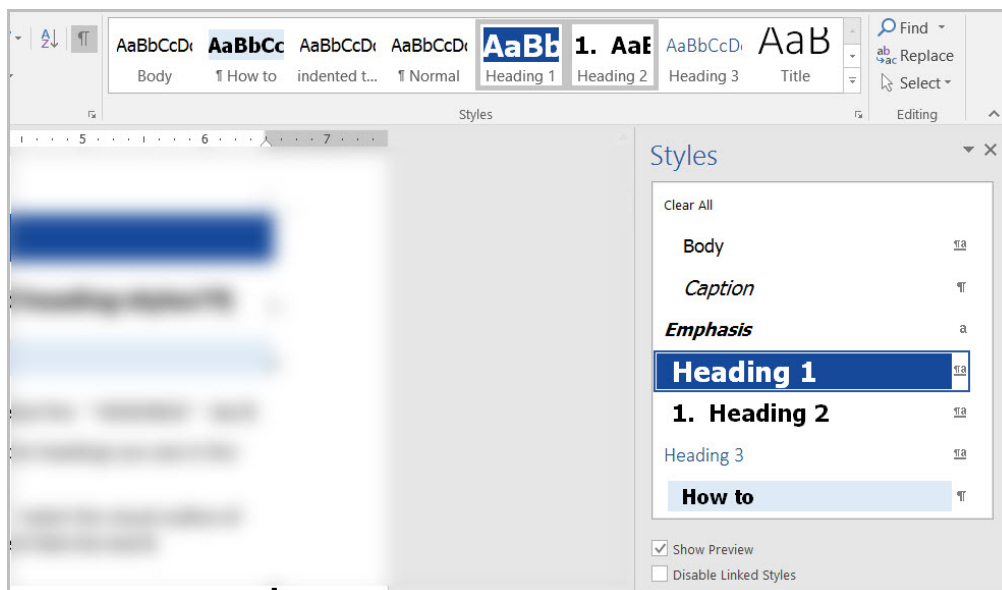 AaBbCcDc AaBbCc AaBbCcDc AaBbCcDc AaBb 1. AaB AaBbCcD AaB
Body ¶ How to indented t... ¶ Normal Heading 1 Heading 2 Heading 3 Title
Find
Replace
Select
Styles
Editing
5 6 7
Styles
Clear All
Body ¶a
Caption ¶
Emphasis a
Heading 1 ¶a
1. Heading 2 ¶a
Heading 3 ¶a
How to ¶
Show Preview
Disable Linked Styles